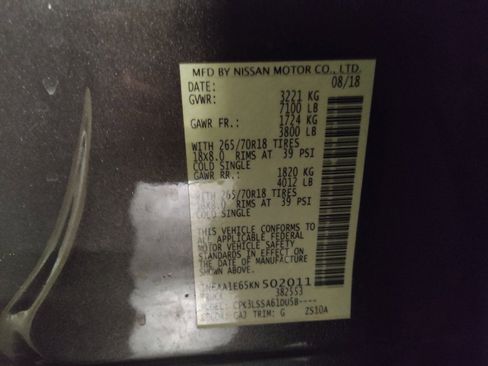 MFD BY NISSAN MOTOR CO., LTD.
DATE: 08/18
GVWR: 3221 KG
7100 LB
GAWR FR.: 1724 KG
3800 LB
WITH 265/70R18 TIRES
18x8.0 RIMS AT 39 PSI
COLD SINGLE
GAWR RR.: 1820 KG
4012 LB
WITH 265/70R18 TIRES
18x8.0 RIMS AT 39 PSI
COLD SINGLE
THIS VEHICLE CONFORMS TO
ALL APPLICABLE FEDERAL
MOTOR VEHICLE SAFETY
STANDARDS IN EFFECT ON
THE DATE OF MANUFACTURE
SHOWN ABOVE.
502011
382553
GAJ TRIM: G ZS10A